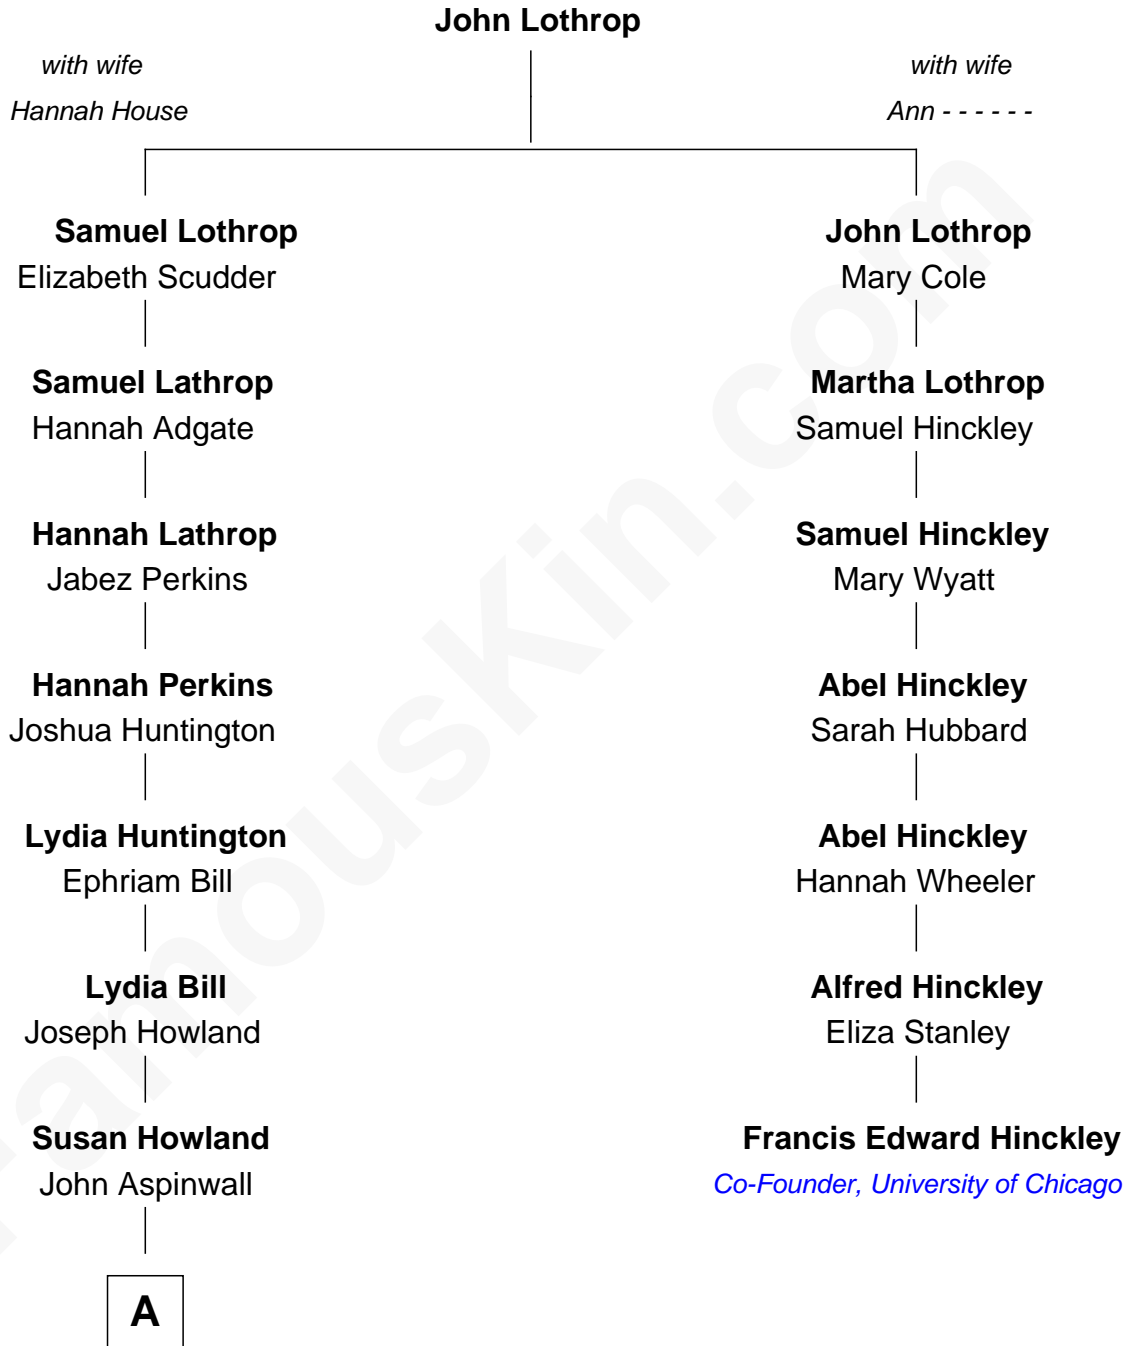 John Lothrop
with wife
Hannah House
with wife
Ann - - - - - -
Samuel Lothrop
Elizabeth Scudder
John Lothrop
Mary Cole
Samuel Lathrop
Hannah Adgate
Martha Lothrop
Samuel Hinckley
Hannah Lathrop
Jabez Perkins
Samuel Hinckley
Mary Wyatt
Hannah Perkins
Joshua Huntington
Abel Hinckley
Sarah Hubbard
Lydia Huntington
Ephriam Bill
Abel Hinckley
Hannah Wheeler
Lydia Bill
Joseph Howland
Alfred Hinckley
Eliza Stanley
Susan Howland
John Aspinwall
Francis Edward Hinckley
Co-Founder, University of Chicago
A
FamousKin.com